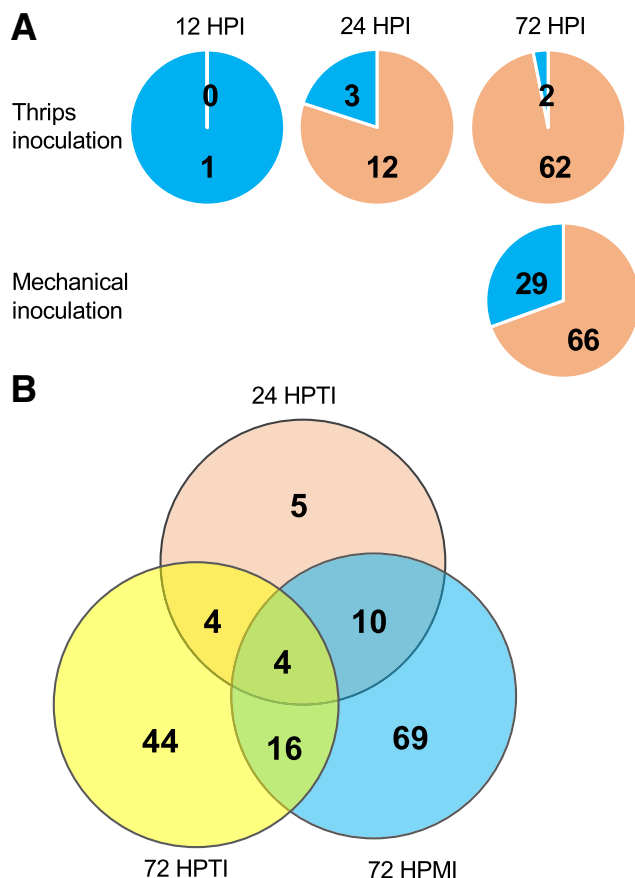 A
12 HPI 24 HPI 72 HPI
Thrips
inoculation
0 3 2
1 12 62
Mechanical
inoculation
29
66
B
24 HPTI
5
4 10
4
44 16 69
72 HPTI 72 HPMI